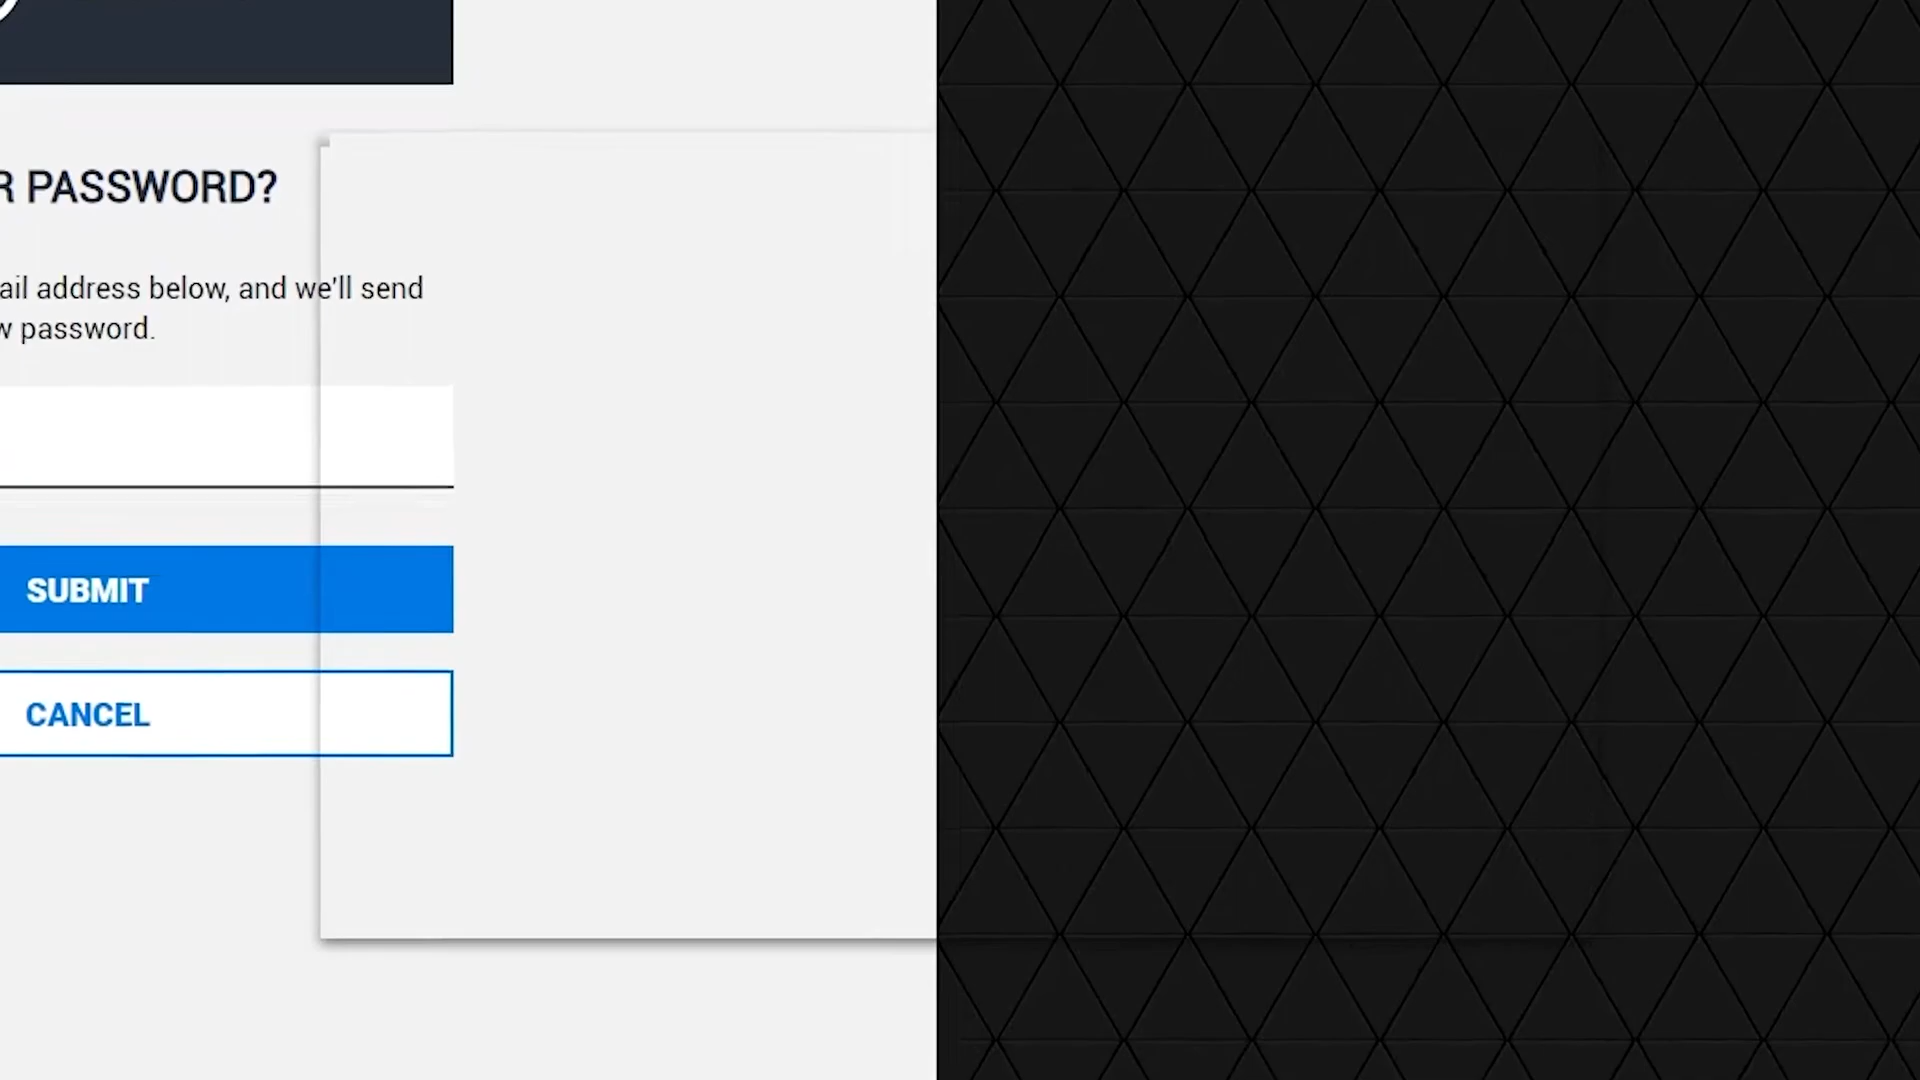 R PASSWORD?
ail address below, and we'll send
w password.
SUBMIT
CANCEL